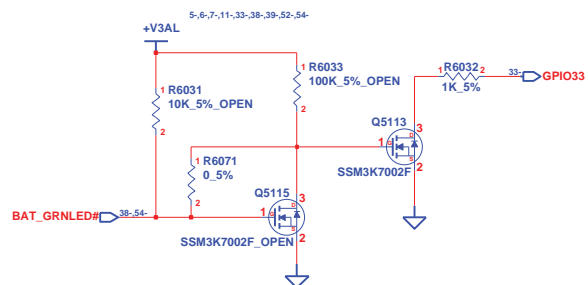 5-,6-,7-,11-,33-,38-,39-,52-,54-
+V3AL
1
R6033
100K_5%_OPEN
2
1
R6031
10K_5%_OPEN
2
1
R6032
2
1K_5%
33-
GPIO33
Q5113
3
D
1
G
S
2
SSM3K7002F
1
R6071
0_5%
2
Q5115
3
D
BAT_GRNLED#
38-,54-
1
G
S
2
SSM3K7002F_OPEN